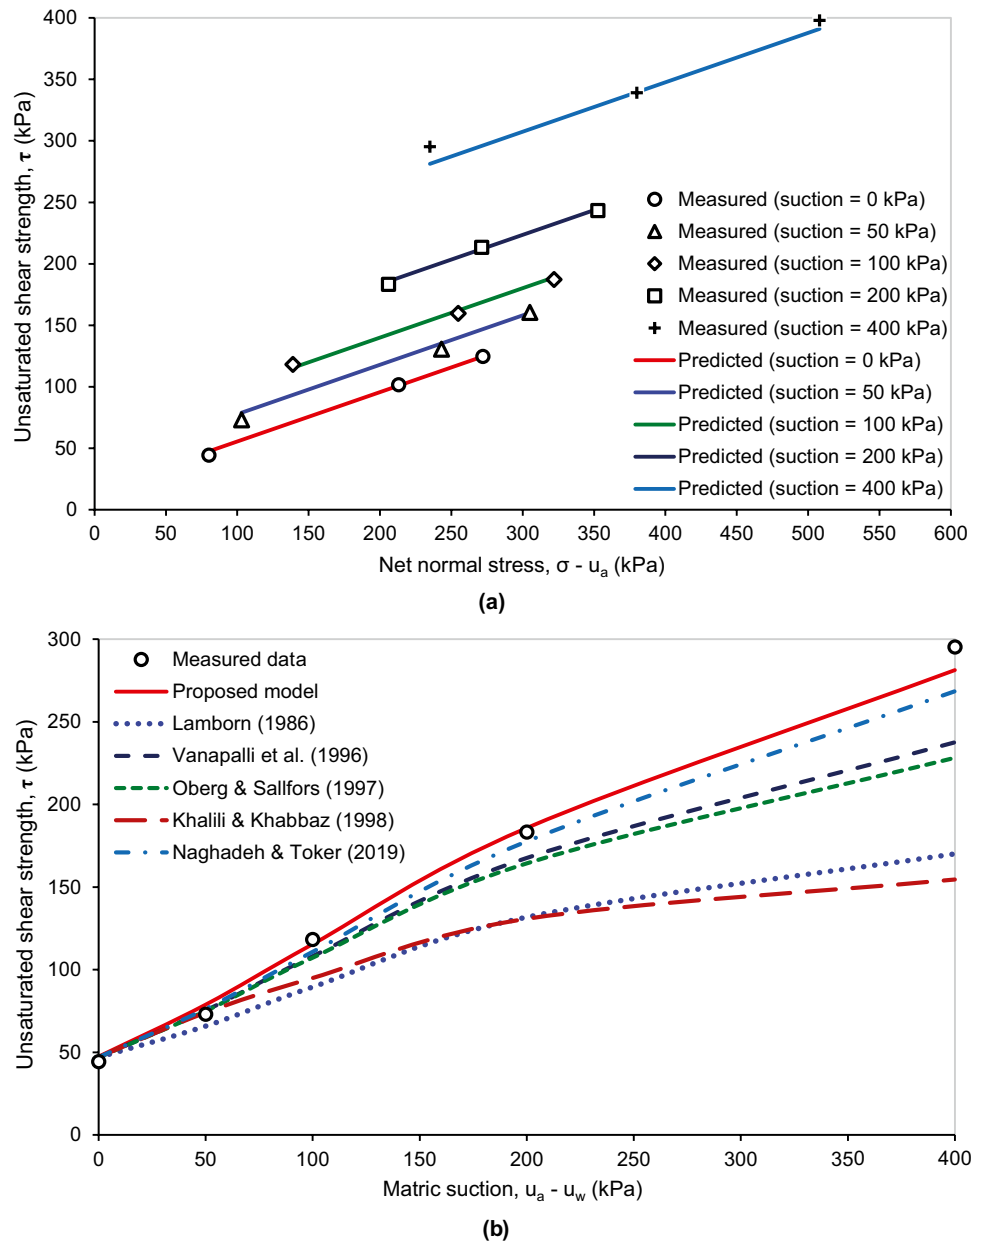 400
350
300
250
200
150
100
50
0
Unsaturated shear strength, τ (kPa)
Measured (suction = 0 kPa)
Measured (suction = 50 kPa)
Measured (suction = 100 kPa)
Measured (suction = 200 kPa)
Measured (suction = 400 kPa)
Predicted (suction = 0 kPa)
Predicted (suction = 50 kPa)
Predicted (suction = 100 kPa)
Predicted (suction = 200 kPa)
Predicted (suction = 400 kPa)
0 50 100 150 200 250 300 350 400 450 500 550 600
Net normal stress, σ - uₐ (kPa)
(a)
300
250
200
150
100
50
0
Unsaturated shear strength, τ (kPa)
Measured data
Proposed model
Lamborn (1986)
Vanapalli et al. (1996)
Oberg & Sallfors (1997)
Khalili & Khabbaz (1998)
Naghadeh & Toker (2019)
0 50 100 150 200 250 300 350 400
Matric suction, uₐ - u_w (kPa)
(b)